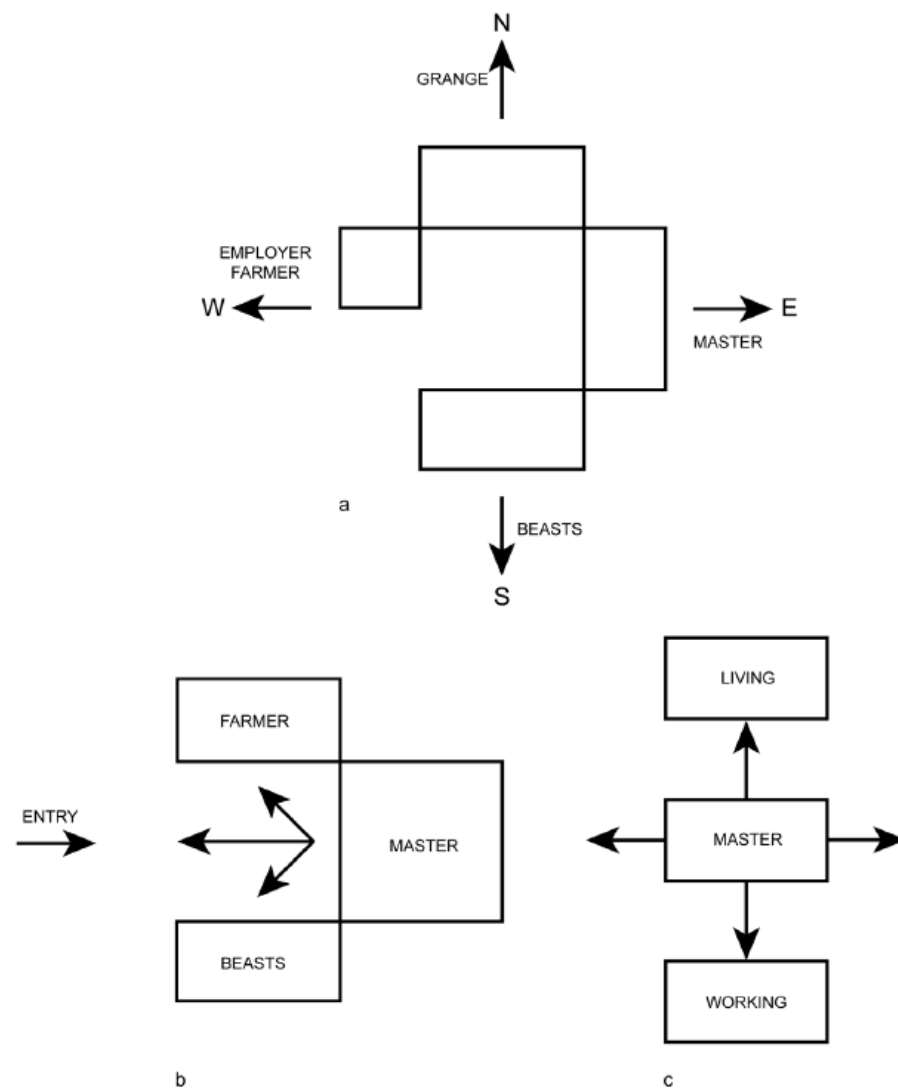 N
GRANGE
EMPLOYER
FARMER
W
E
MASTER
a
BEASTS
S
LIVING
FARMER
ENTRY
MASTER
MASTER
BEASTS
WORKING
b
c